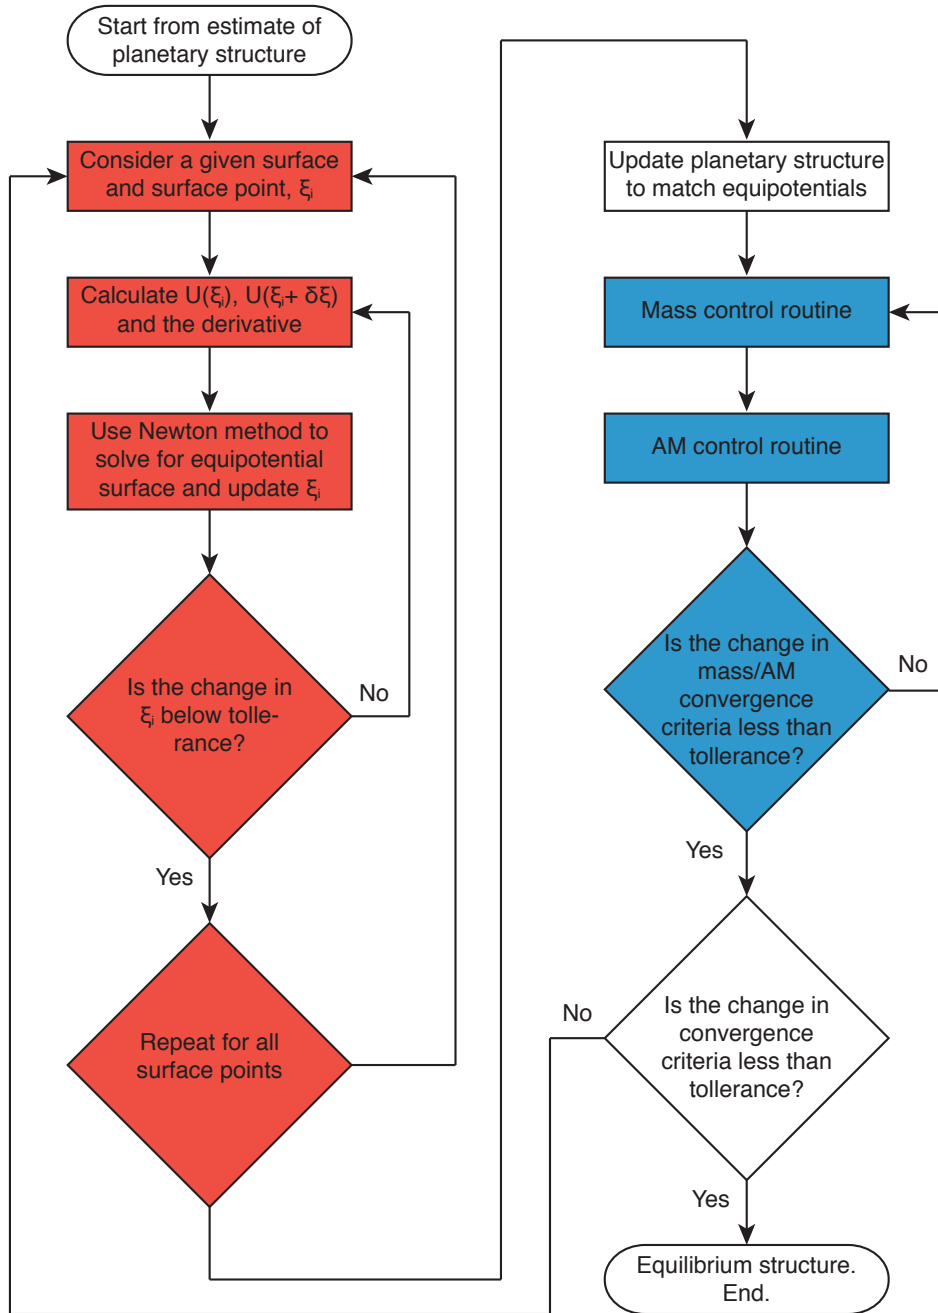 Start from estimate of
planetary structure
Consider a given surface
and surface point, ξᵢ
Calculate U(ξᵢ), U(ξᵢ+ δξ)
and the derivative
Use Newton method to
solve for equipotential
surface and update ξᵢ
Is the change in
ξᵢ below tolle-
rance?
No
Yes
Repeat for all
surface points
Update planetary structure
to match equipotentials
Mass control routine
AM control routine
Is the change in
mass/AM
convergence
criteria less than
tollerance?
No
Yes
Is the change in
convergence
criteria less than
tollerance?
No
Yes
Equilibrium structure.
End.